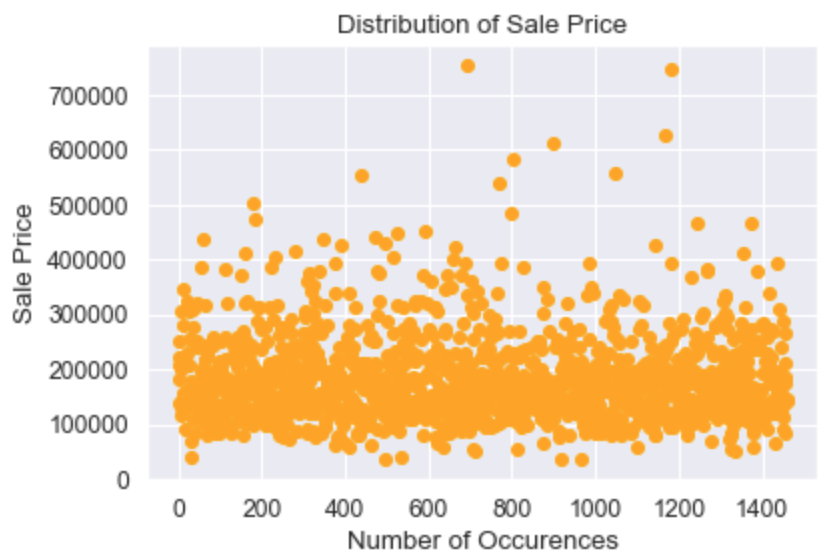 Distribution of Sale Price
Sale Price
700000
600000
500000
400000
300000
200000
100000
0
0 200 400 600 800 1000 1200 1400
Number of Occurences